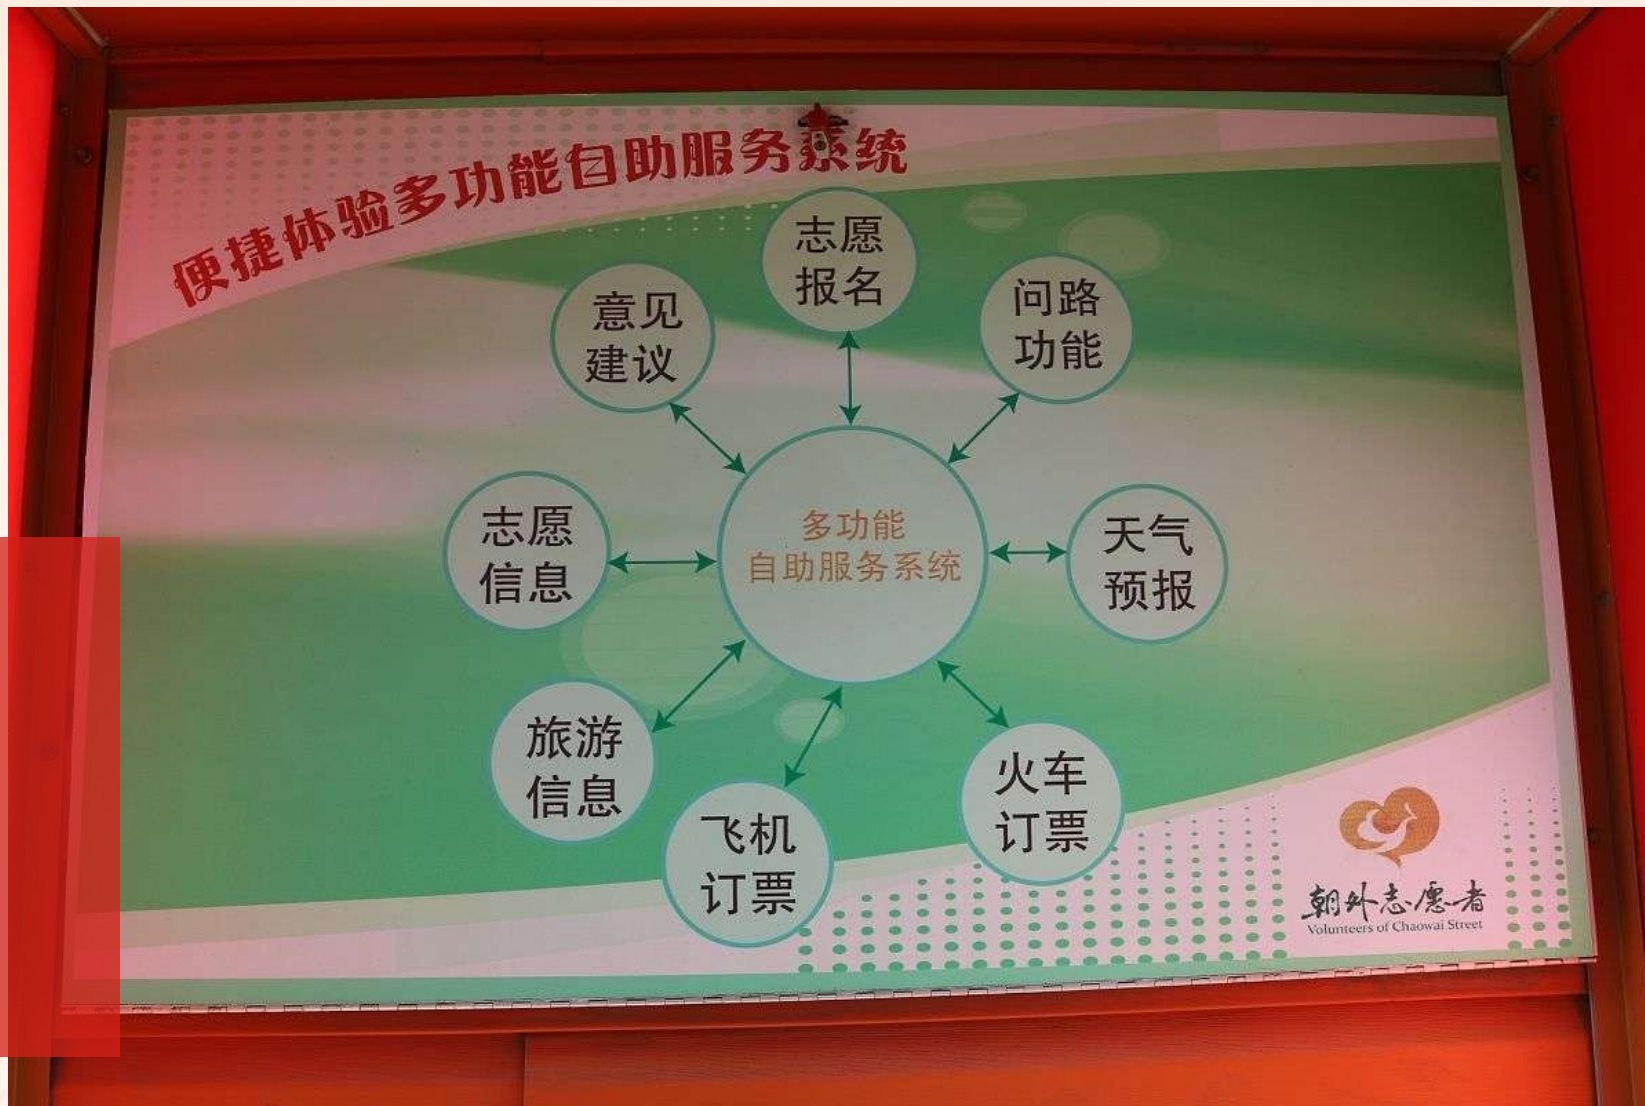 便捷体验多功能自助服务系统
志愿
报名
意见
建议
问路
功能
志愿
信息
多功能
自助服务系统
天气
预报
旅游
信息
飞机
订票
火车
订票
朝外志愿者
Volunteers of Chaowai Street